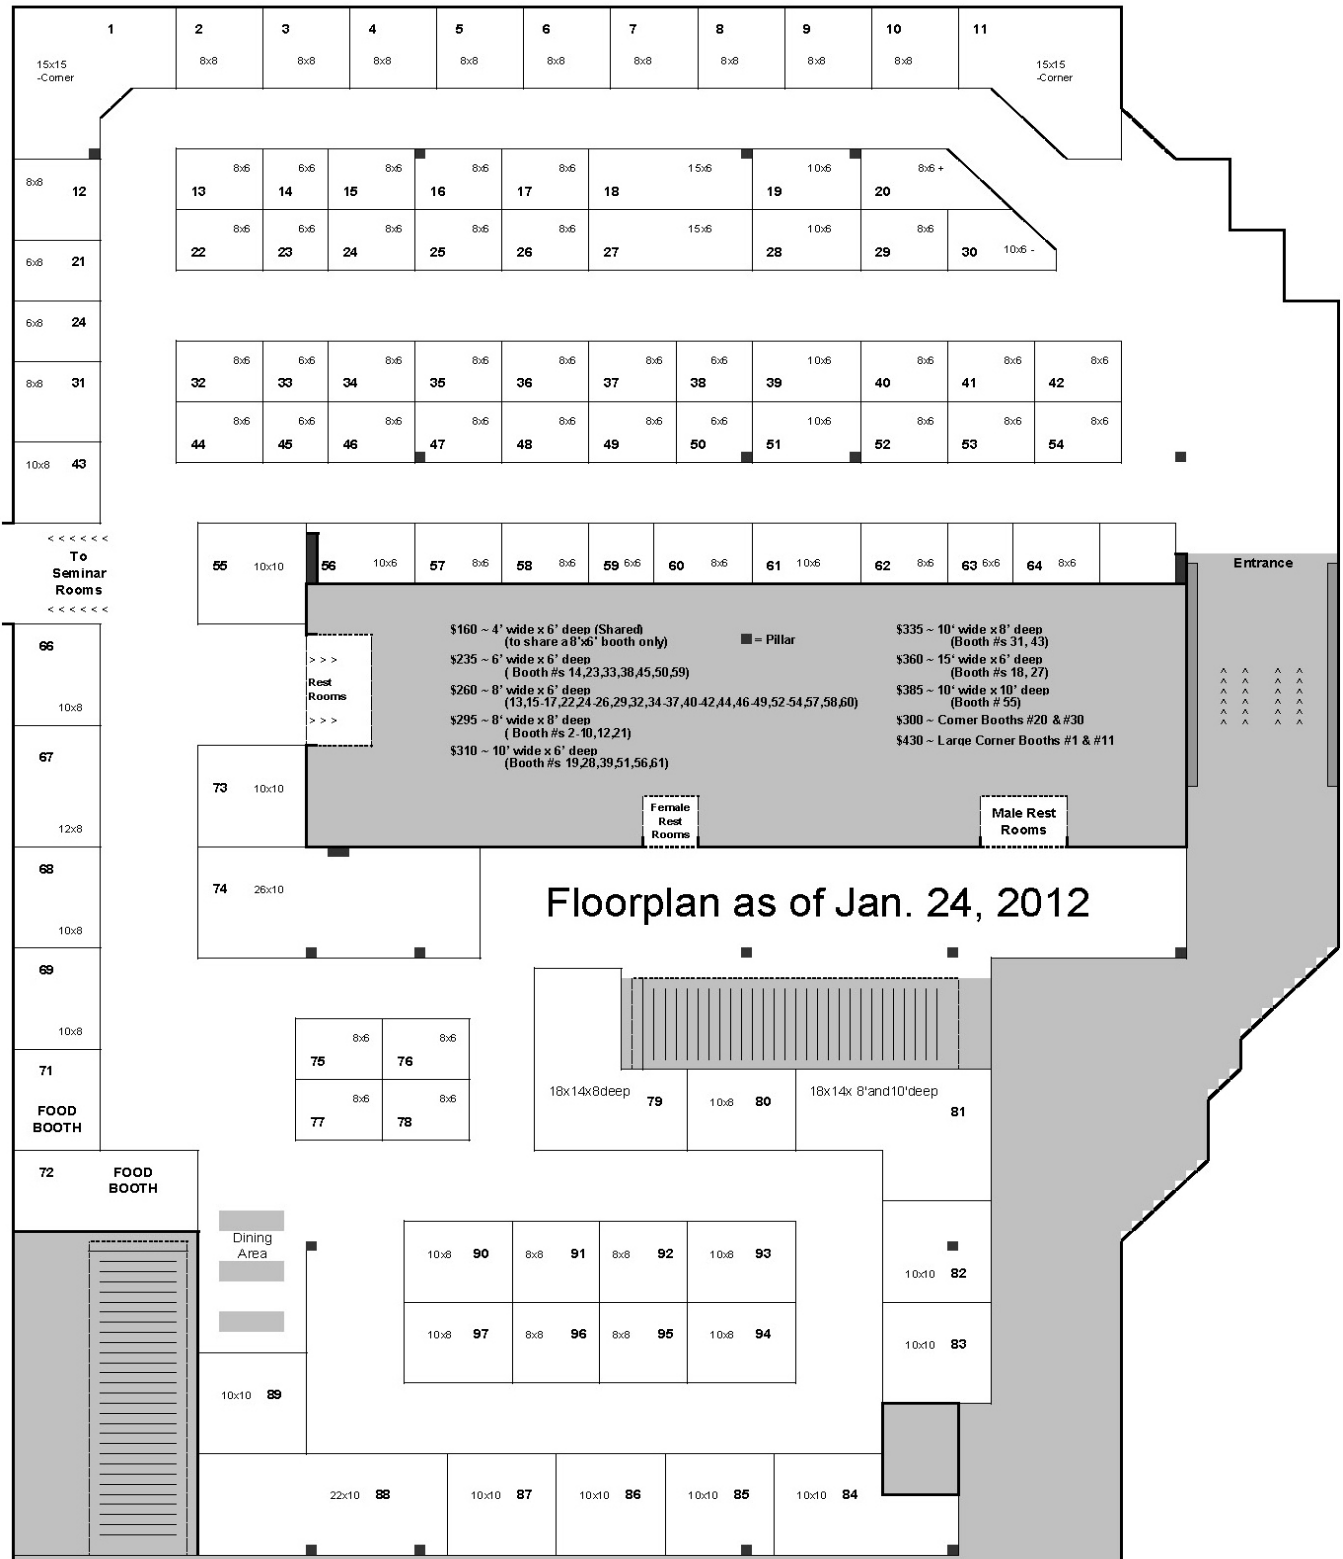 1 2 3 4 5 6 7 8 9 10 11
15x15 8x8 8x8 8x8 8x8 8x8 8x8 8x8 8x8 8x8 15x15
-Corner -Corner
8x6 6x6 8x6 8x6 8x6 15x6 10x6 8x6 +
8x8 12 13 14 15 16 17 18 19 20
8x6 6x6 8x6 8x6 8x6 15x6 10x6 8x6
22 23 24 25 26 27 28 29 30 10x6 -
6x8 21
6x8 24
8x6 6x6 8x6 8x6 8x6 8x6 6x6 10x6 8x6 8x6 8x6
8x8 31 32 33 34 35 36 37 38 39 40 41 42
8x6 6x6 8x6 8x6 8x6 8x6 6x6 10x6 8x6 8x6 8x6
44 45 46 47 48 49 50 51 52 53 54
10x8 43
< < < < < <
To
Seminar
Rooms
< < < < < <
55 10x10 56 10x6 57 8x6 58 8x6 59 6x6 60 8x6 61 10x6 62 8x6 63 6x6 64 8x6
Entrance
$160 ~ 4' wide x 6' deep (Shared)
(to share a 8'x6' booth only)
$235 ~ 6' wide x 6' deep
( Booth #s 14,23,33,38,45,50,59)
$260 ~ 8' wide x 6' deep
(13,15-17,22,24-26,29,32,34-37,40-42,44,46-49,52-54,57,58,60)
$295 ~ 8' wide x 8' deep
( Booth #s 2-10,12,21)
$310 ~ 10' wide x 6' deep
(Booth #s 19,28,39,51,56,61)
= Pillar
$335 ~ 10' wide x 8' deep
(Booth #s 31, 43)
$360 ~ 15' wide x 6' deep
(Booth #s 18, 27)
$385 ~ 10' wide x 10' deep
(Booth # 55)
$300 ~ Corner Booths #20 & #30
$430 ~ Large Corner Booths #1 & #11
> > >
Rest
Rooms
> > >
^ ^ ^ ^
^ ^ ^ ^
^ ^ ^ ^
^ ^ ^ ^
^ ^ ^ ^
^ ^ ^ ^
66
10x8
67
12x8
73 10x10
Female
Rest
Rooms
Male Rest
Rooms
68
10x8
74 26x10
Floorplan as of Jan. 24, 2012
69
10x8
8x6 8x6
75 76
8x6 8x6
77 78
71
FOOD
BOOTH
18x14x8deep 79 10x8 80 18x14x 8'and10'deep
81
72 FOOD
BOOTH
Dining
Area
10x8 90 8x8 91 8x8 92 10x8 93
10x10 82
10x8 97 8x8 96 8x8 95 10x8 94
10x10 83
10x10 89
22x10 88 10x10 87 10x10 86 10x10 85 10x10 84